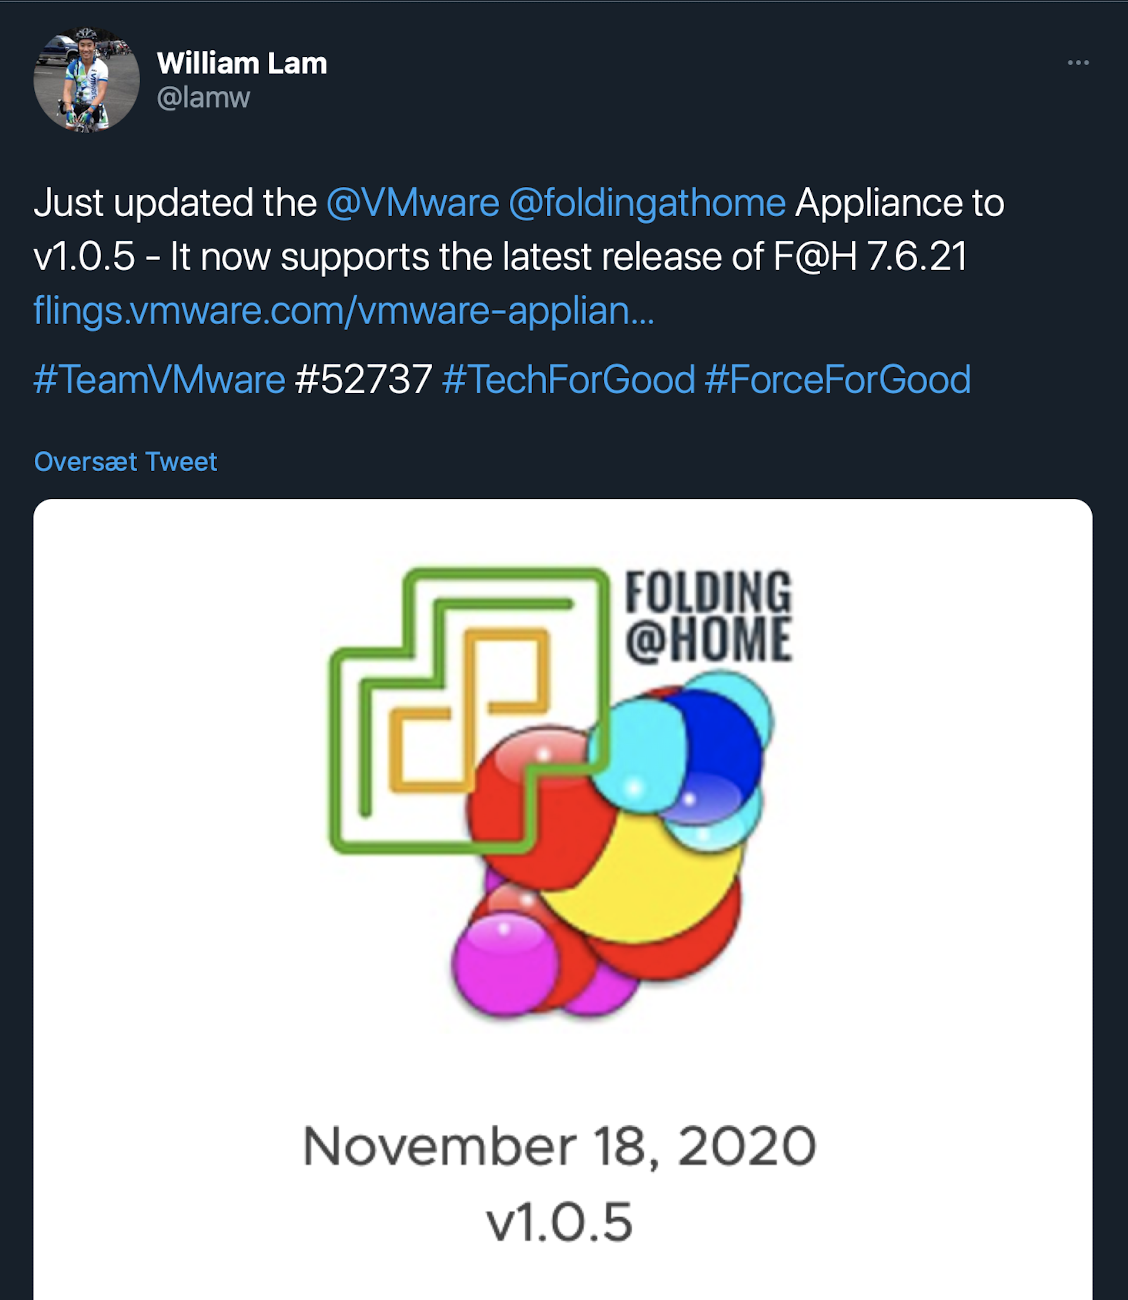 William Lam
@lamw
Just updated the @VMware @foldingathome Appliance to
v1.0.5 - It now supports the latest release of F@H 7.6.21
flings.vmware.com/vmware-applian...
#TeamVMware #52737 #TechForGood #ForceForGood
Oversæt Tweet
FOLDING
@HOME
November 18, 2020
v1.0.5